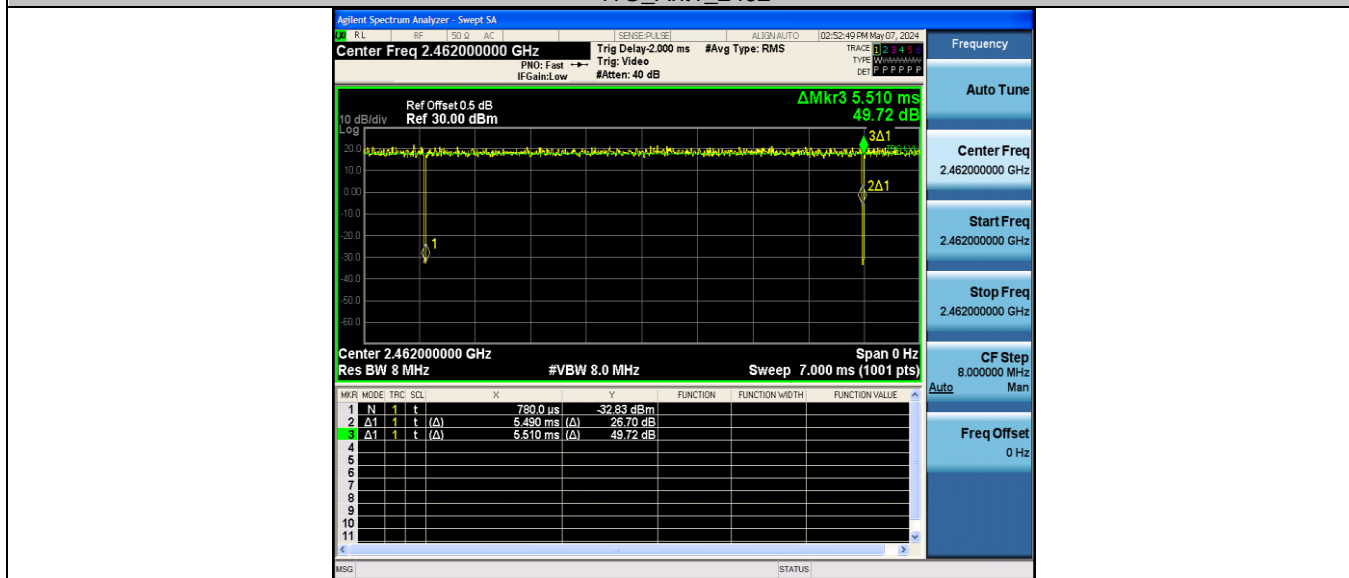 Agilent Spectrum Analyzer - Swept SA
RL RF 50 Ω AC SENSE:PULSE ALIGN AUTO 02:52:49 PM May 07, 2024
Center Freq 2.462000000 GHz
PNO: Fast
IFGain:Low
Trig Delay-2.000 ms
Trig: Video
#Atten: 40 dB
#Avg Type: RMS
TRACE 1 2 3 4 5 6
TYPE
DET P P P P P P
Frequency
ΔMkr3 5.510 ms
49.72 dB
Ref Offset 0.5 dB
10 dB/div Ref 30.00 dBm
Log
20.0
10.0
0.00
-10.0
-20.0
-30.0
-40.0
-50.0
-60.0
3Δ1
2Δ1
1
Center 2.462000000 GHz Span 0 Hz
Res BW 8 MHz #VBW 8.0 MHz Sweep 7.000 ms (1001 pts)
MKR MODE TRC SCL X Y FUNCTION FUNCTION WIDTH FUNCTION VALUE
1 N 1 t 780.0 µs -32.83 dBm
2 Δ1 1 t (Δ) 5.490 ms (Δ) 26.70 dB
3 Δ1 1 t (Δ) 5.510 ms (Δ) 49.72 dB
4
5
6
7
8
9
10
11
MSG STATUS
Auto Tune
Center Freq
2.462000000 GHz
Start Freq
2.462000000 GHz
Stop Freq
2.462000000 GHz
CF Step
8.000000 MHz
Auto Man
Freq Offset
0 Hz